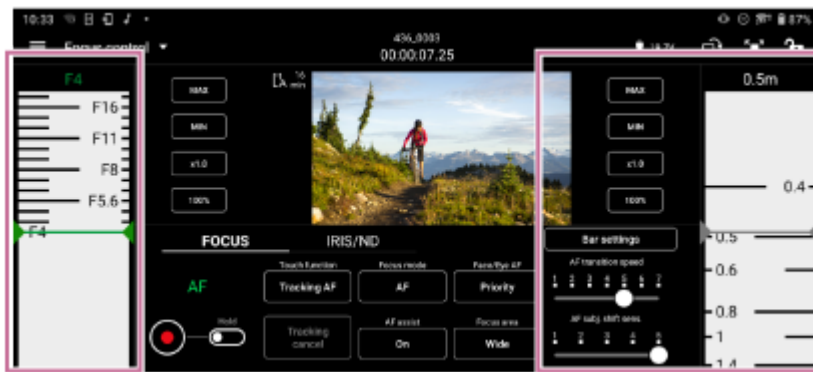 10:33
87%
Focus control
436_0003
00:00:07.25
F4
16
min
0.5m
F16
F11
F8
F5.6
F4
MAX
MIN
x1.0
100%
MAX
MIN
x1.0
100%
0.4
0.5
0.6
0.8
1
1.4
FOCUS IRIS/ND
Bar settings
AF
Touch function
Tracking AF
Focus mode
AF
Face/Eye AF
Priority
AF transition speed
1 2 3 4 5 6 7
Hold
Tracking
cancel
AF assist
On
Focus area
Wide
AF subj. shift sens.
1 2 3 4 5